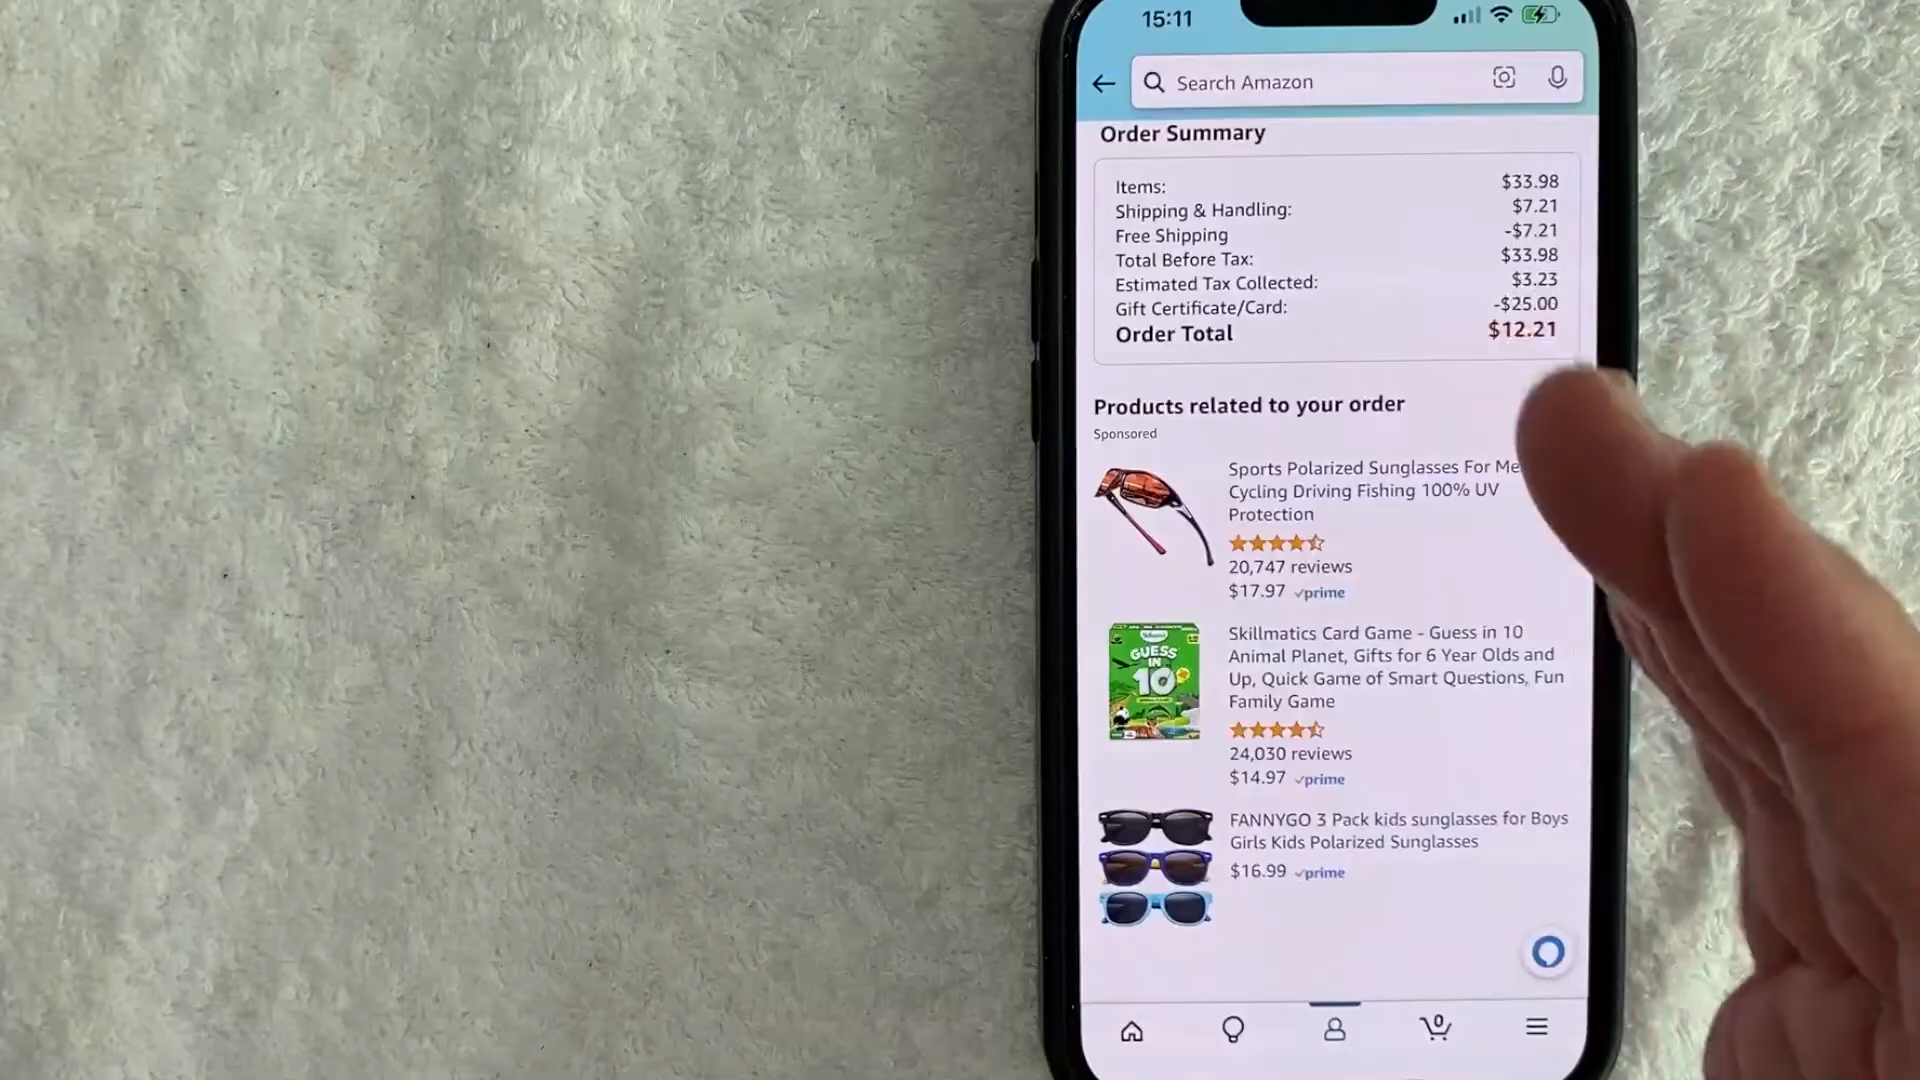 15:11
Search Amazon
Order Summary
Items: $33.98
Shipping & Handling: $7.21
Free Shipping -$7.21
Total Before Tax: $33.98
Estimated Tax Collected: $3.23
Gift Certificate/Card: -$25.00
Order Total $12.21
Products related to your order
Sponsored
Sports Polarized Sunglasses For Me
Cycling Driving Fishing 100% UV
Protection
20,747 reviews
$17.97 prime
GUESS
IN
10
Skillmatics Card Game - Guess in 10
Animal Planet, Gifts for 6 Year Olds and
Up, Quick Game of Smart Questions, Fun
Family Game
24,030 reviews
$14.97 prime
FANNYGO 3 Pack kids sunglasses for Boys
Girls Kids Polarized Sunglasses
$16.99 prime
0